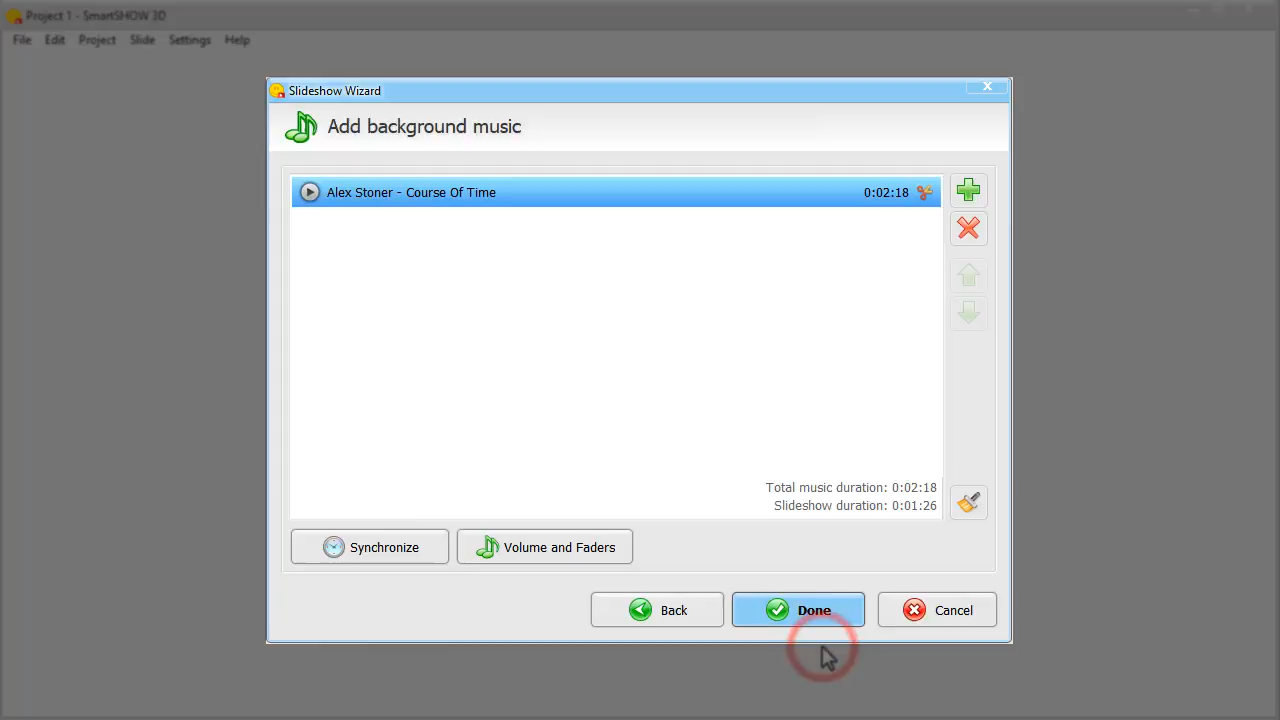 Project 1 - SmartSHOW 3D
File Edit Project Slide Settings Help
Slideshow Wizard
Add background music
Alex Stoner - Course Of Time 0:02:18
Total music duration: 0:02:18
Slideshow duration: 0:01:26
Synchronize Volume and Faders
Back Done Cancel